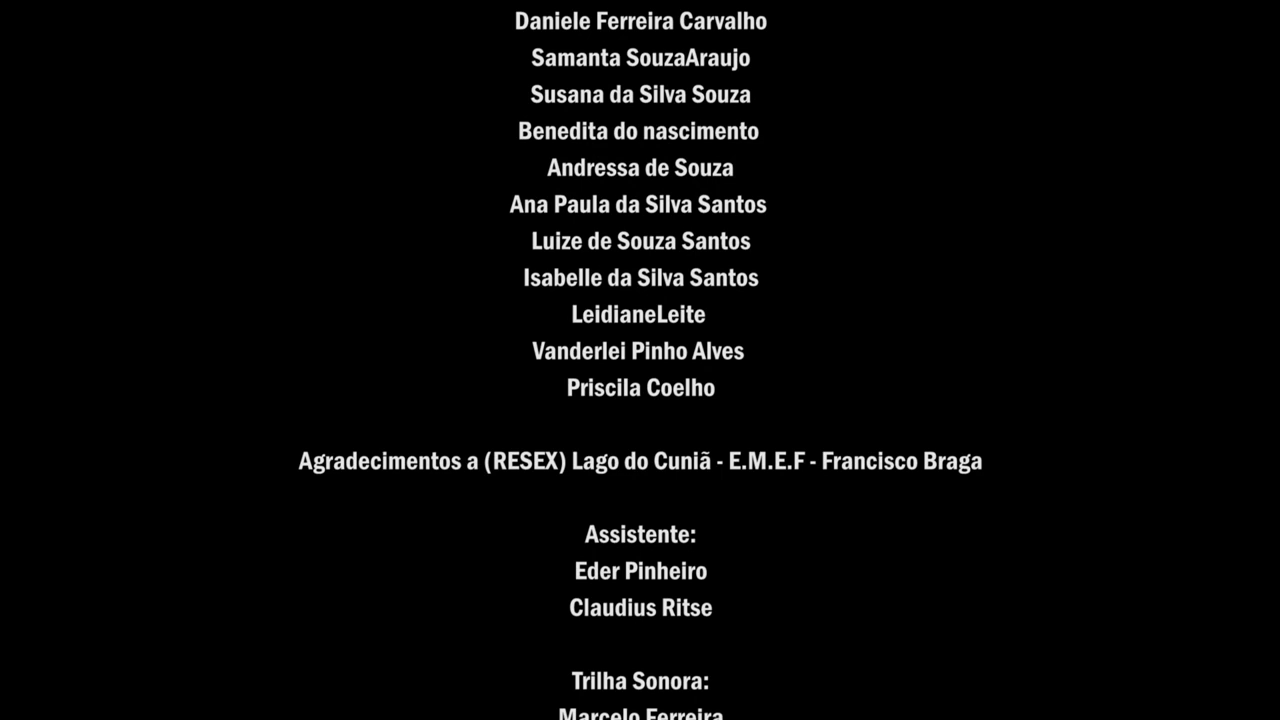 Daniele Ferreira Carvalho
Samanta SouzaAraujo
Susana da Silva Souza
Benedita do nascimento
Andressa de Souza
Ana Paula da Silva Santos
Luize de Souza Santos
Isabelle da Silva Santos
LeidianeLeite
Vanderlei Pinho Alves
Priscila Coelho
Agradecimentos a (RESEX) Lago do Cuniã - E.M.E.F - Francisco Braga
Assistente:
Eder Pinheiro
Claudius Ritse
Trilha Sonora:
Marcelo Ferreira